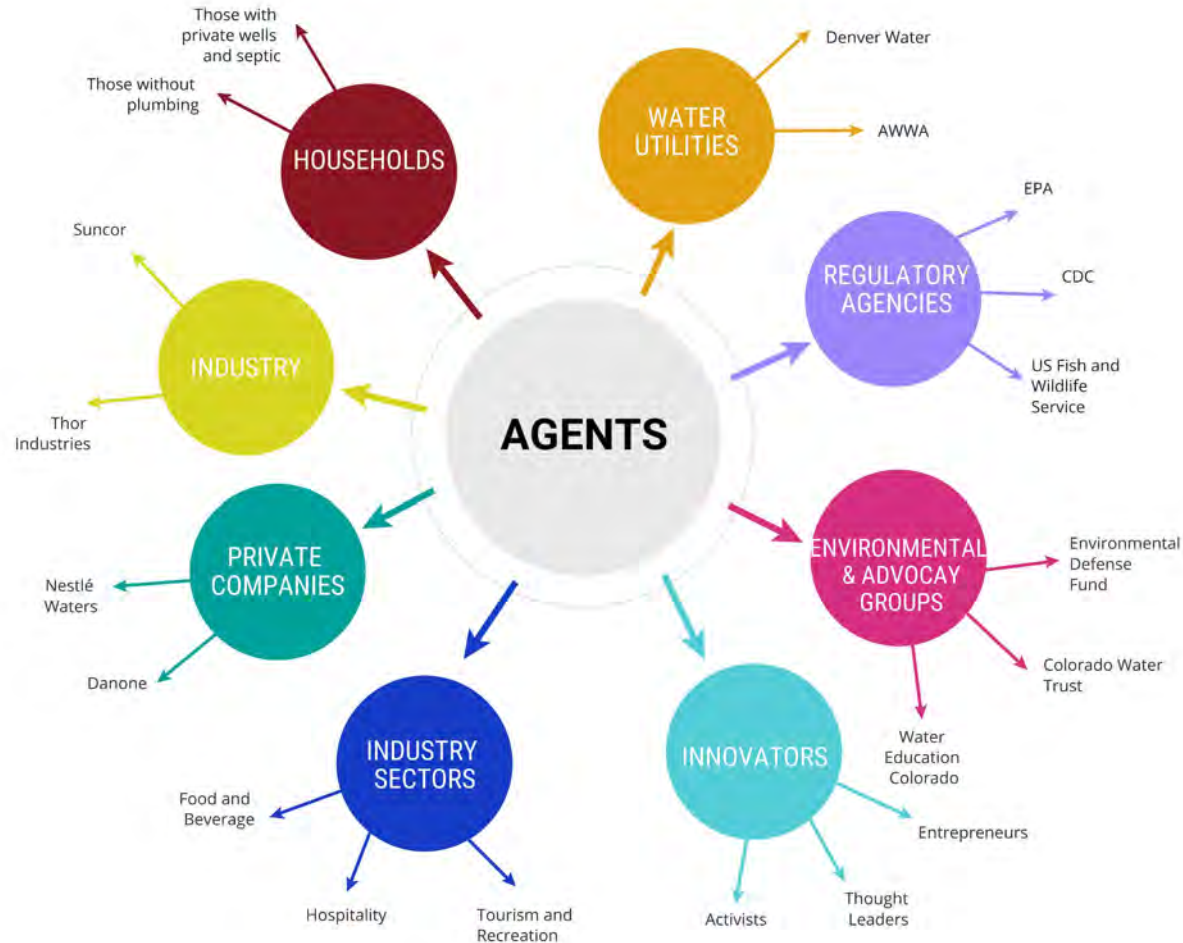 Those with
private wells
and septic
Those without
plumbing
HOUSEHOLDS
WATER
UTILITIES
Denver Water
AWWA
EPA
REGULATORY
AGENCIES
CDC
US Fish and
Wildlife
Service
Suncor
INDUSTRY
Thor
Industries
AGENTS
PRIVATE
COMPANIES
Nestlé
Waters
Danone
ENVIRONMENTAL
& ADVOCAY
GROUPS
Environmental
Defense
Fund
Colorado Water
Trust
Water
Education
Colorado
INDUSTRY
SECTORS
Food and
Beverage
Hospitality
Tourism and
Recreation
INNOVATORS
Entrepreneurs
Thought
Leaders
Activists